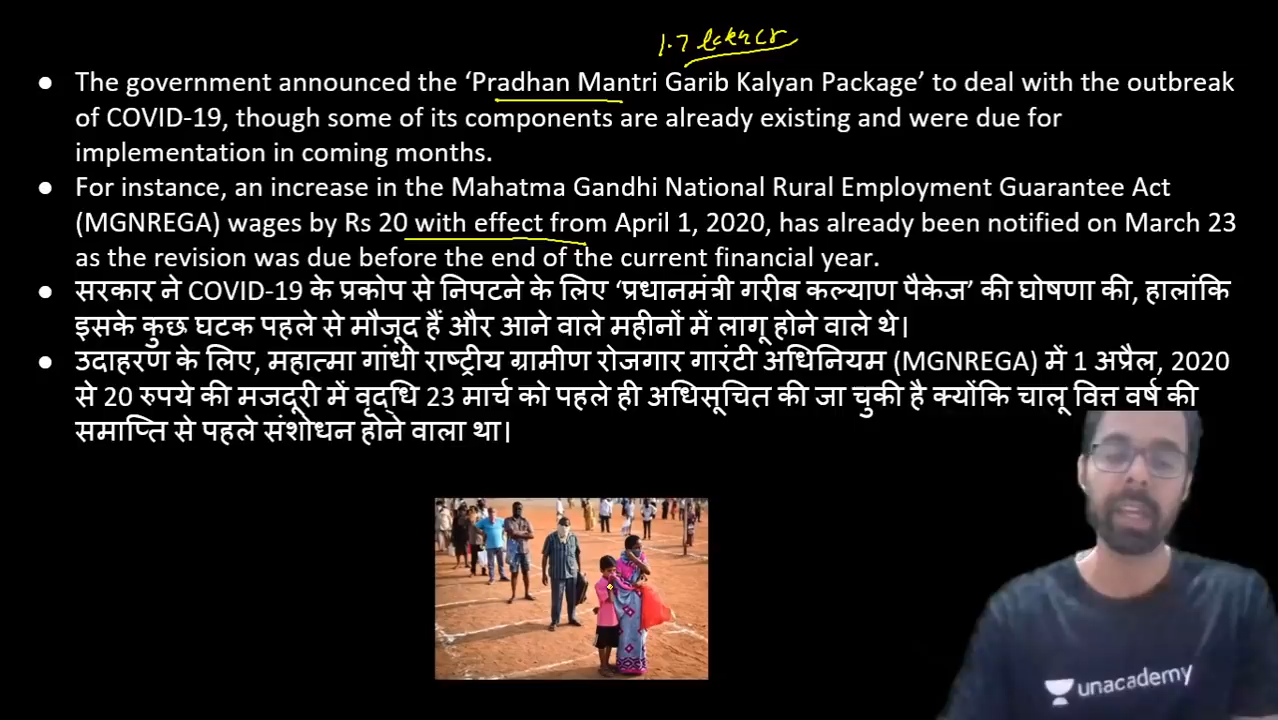 1.7 lakh cr
● The government announced the ‘Pradhan Mantri Garib Kalyan Package’ to deal with the outbreak
of COVID-19, though some of its components are already existing and were due for
implementation in coming months.
● For instance, an increase in the Mahatma Gandhi National Rural Employment Guarantee Act
(MGNREGA) wages by Rs 20 with effect from April 1, 2020, has already been notified on March 23
as the revision was due before the end of the current financial year.
● सरकार ने COVID-19 के प्रकोप से निपटने के लिए ‘प्रधानमंत्री गरीब कल्याण पैकेज’ की घोषणा की, हालांकि
इसके कुछ घटक पहले से मौजूद हैं और आने वाले महीनों में लागू होने वाले थे।
● उदाहरण के लिए, महात्मा गांधी राष्ट्रीय ग्रामीण रोजगार गारंटी अधिनियम (MGNREGA) में 1 अप्रैल, 2020
से 20 रुपये की मजदूरी में वृद्धि 23 मार्च को पहले ही अधिसूचित की जा चुकी है क्योंकि चालू वित्त वर्ष की
समाप्ति से पहले संशोधन होने वाला था।
unacademy